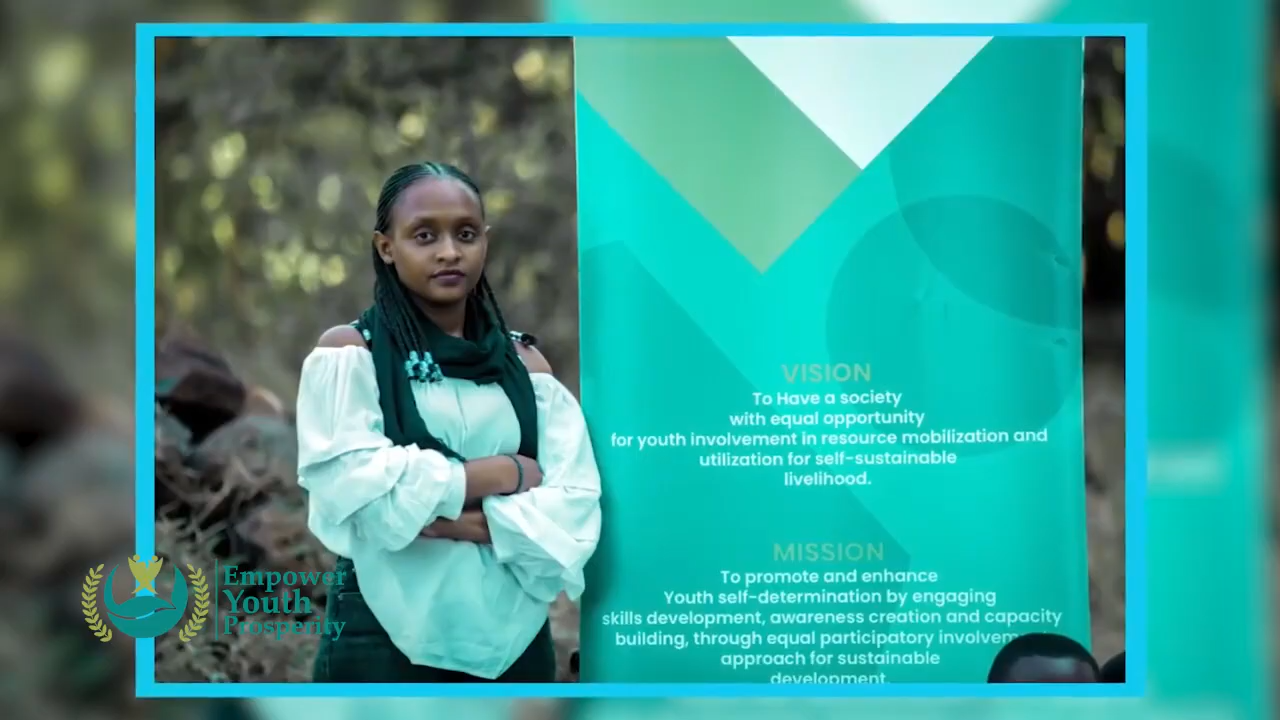 VISION
To Have a society
with equal opportunity
for youth involvement in resource mobilization and
utilization for self-sustainable
livelihood.
MISSION
To promote and enhance
Youth self-determination by engaging
skills development, awareness creation and capacity
building, through equal participatory
approach for sustainable
development.
Empower
Youth
Prosperity